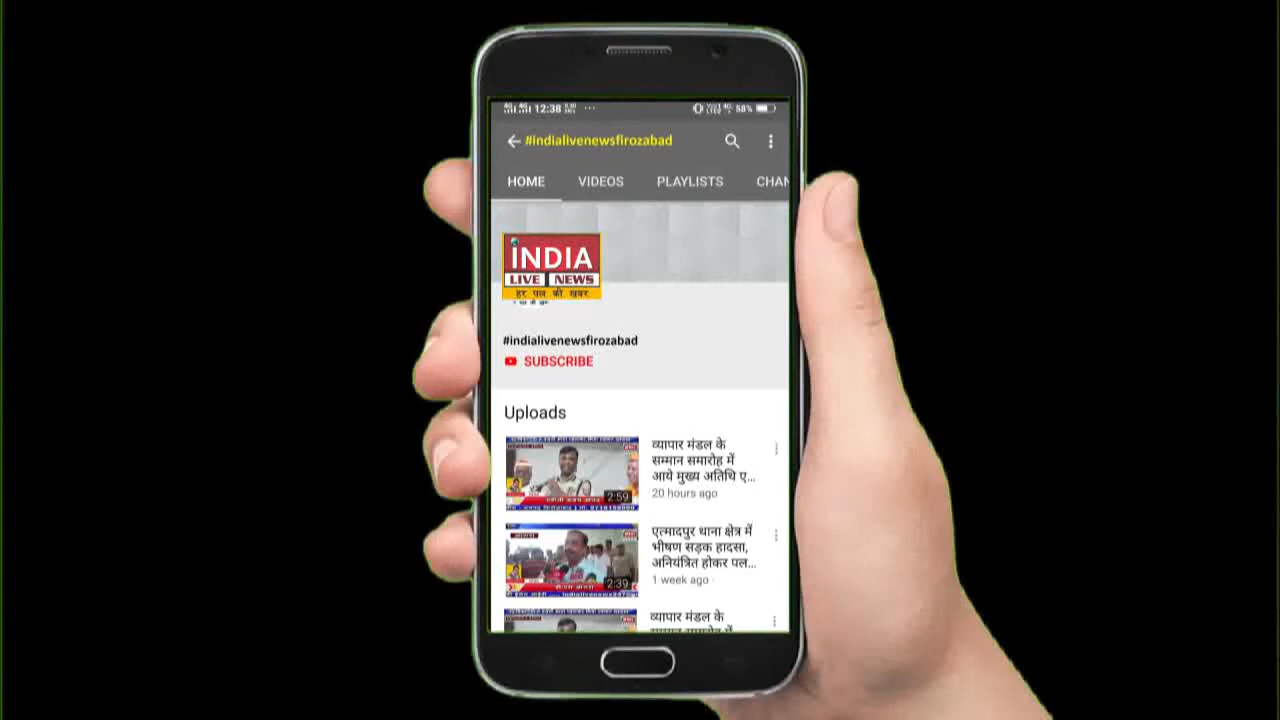 12:38 58%
#indialivenewsfirozabad
HOME VIDEOS PLAYLISTS CHAN
INDIA
LIVE NEWS
हर पल की खबर
#indialivenewsfirozabad
SUBSCRIBE
Uploads
व्यापार मंडल के
सम्मान समारोह में
आये मुख्य अतिथि ए...
20 hours ago
2:59
एत्मादपुर थाना क्षेत्र में
भीषण सड़क हादसा,
अनियंत्रित होकर पल...
1 week ago
2:39
व्यापार मंडल के